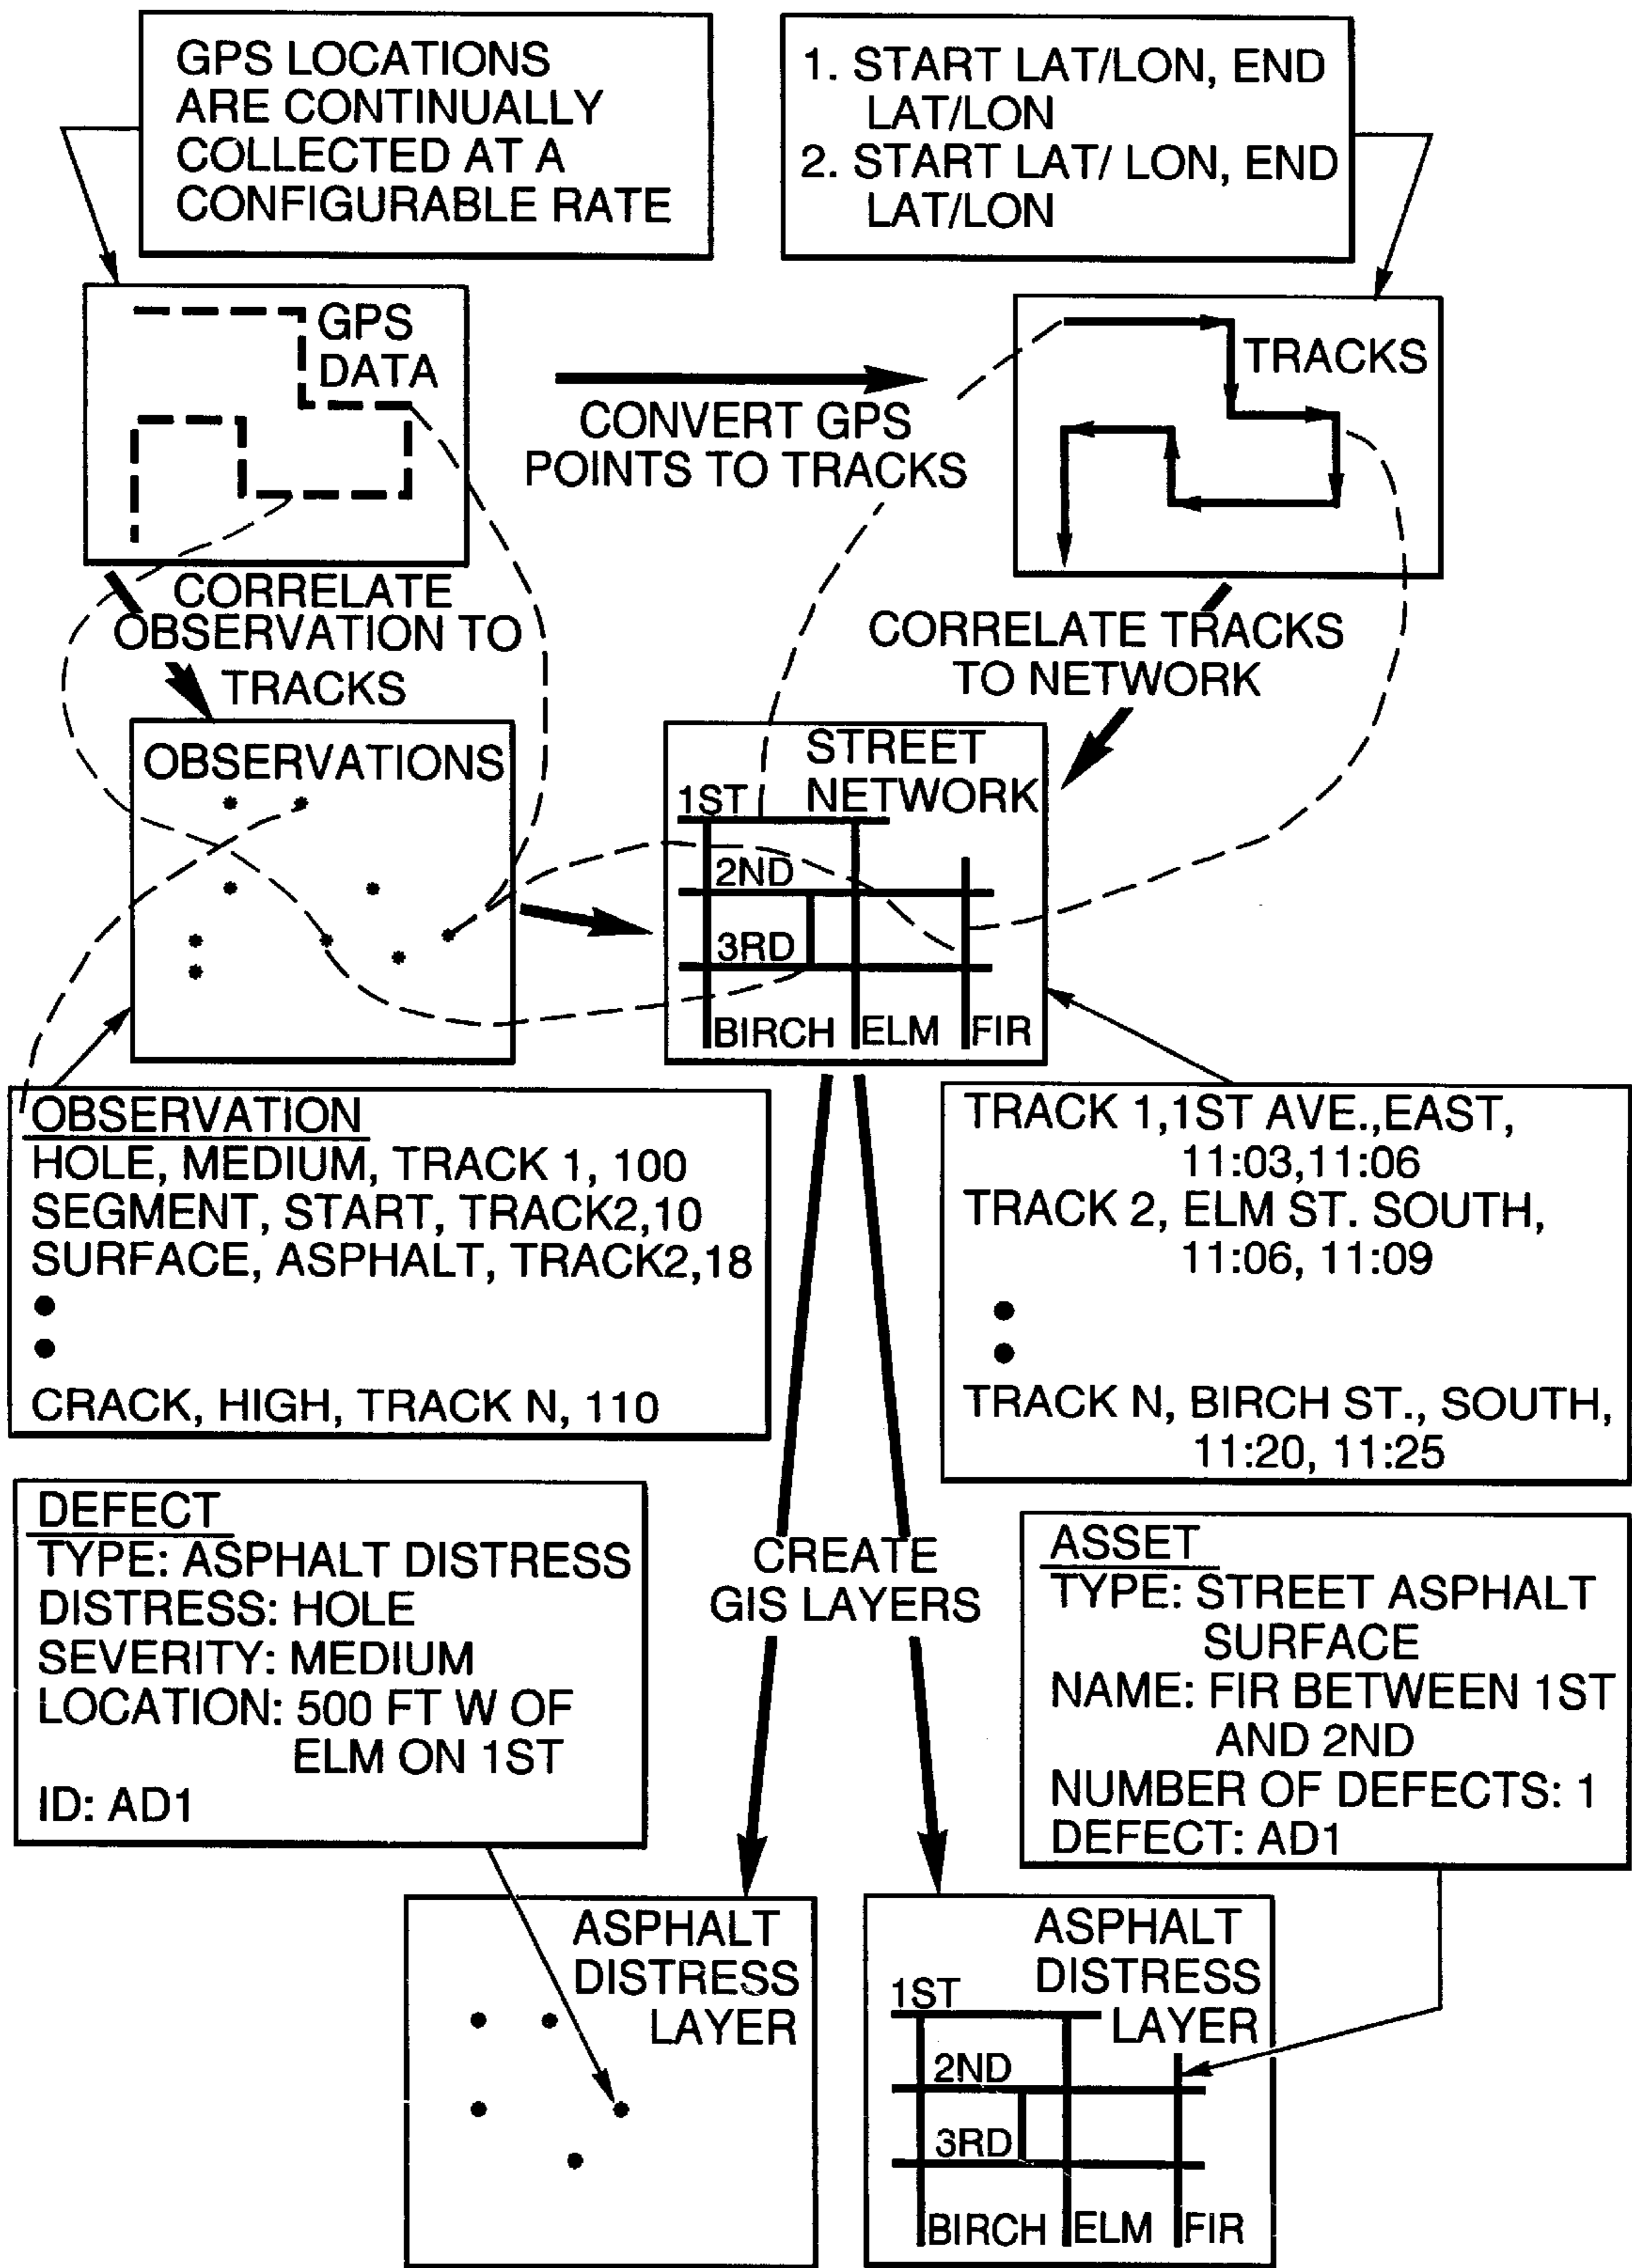 GPS LOCATIONS
ARE CONTINUALLY
COLLECTED AT A
CONFIGURABLE RATE
1. START LAT/LON, END
LAT/LON
2. START LAT/ LON, END
LAT/LON
GPS
DATA
CONVERT GPS
POINTS TO TRACKS
TRACKS
CORRELATE
OBSERVATION TO
TRACKS
CORRELATE TRACKS
TO NETWORK
OBSERVATIONS
STREET
NETWORK
1ST
2ND
3RD
BIRCH ELM FIR
OBSERVATION
HOLE, MEDIUM, TRACK 1, 100
SEGMENT, START, TRACK2,10
SURFACE, ASPHALT, TRACK2,18
CRACK, HIGH, TRACK N, 110
TRACK 1,1ST AVE.,EAST,
11:03,11:06
TRACK 2, ELM ST. SOUTH,
11:06, 11:09
TRACK N, BIRCH ST., SOUTH,
11:20, 11:25
DEFECT
TYPE: ASPHALT DISTRESS
DISTRESS: HOLE
SEVERITY: MEDIUM
LOCATION: 500 FT W OF
ELM ON 1ST
ID: AD1
CREATE
GIS LAYERS
ASSET
TYPE: STREET ASPHALT
SURFACE
NAME: FIR BETWEEN 1ST
AND 2ND
NUMBER OF DEFECTS: 1
DEFECT: AD1
ASPHALT
DISTRESS
LAYER
ASPHALT
DISTRESS
LAYER
1ST
2ND
3RD
BIRCH ELM FIR